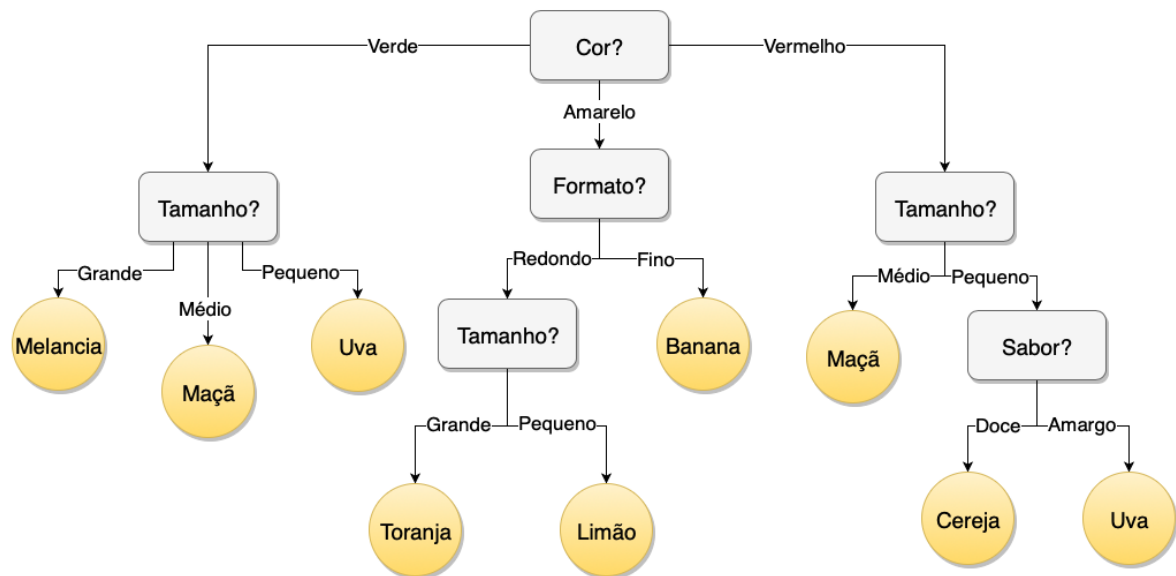 Cor?
Verde
Vermelho
Amarelo
Tamanho?
Formato?
Tamanho?
Grande
Médio
Pequeno
Redondo
Fino
Médio
Pequeno
Melancia
Maçã
Uva
Tamanho?
Banana
Maçã
Sabor?
Grande
Pequeno
Doce
Amargo
Toranja
Limão
Cereja
Uva